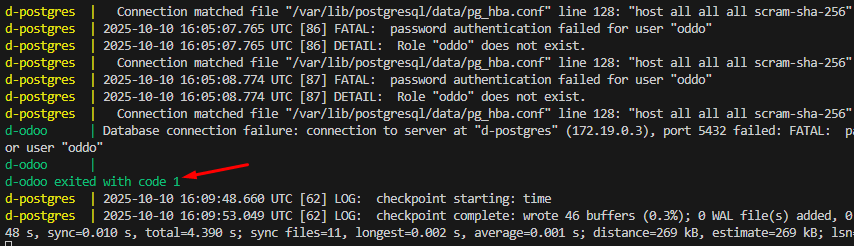 d-postgres | Connection matched file "/var/lib/postgresql/data/pg_hba.conf" line 128: "host all all all scram-sha-256"
d-postgres | 2025-10-10 16:05:07.765 UTC [86] FATAL: password authentication failed for user "oddo"
d-postgres | 2025-10-10 16:05:07.765 UTC [86] DETAIL: Role "oddo" does not exist.
d-postgres | Connection matched file "/var/lib/postgresql/data/pg_hba.conf" line 128: "host all all all scram-sha-256"
d-postgres | 2025-10-10 16:05:08.774 UTC [87] FATAL: password authentication failed for user "oddo"
d-postgres | 2025-10-10 16:05:08.774 UTC [87] DETAIL: Role "oddo" does not exist.
d-postgres | Connection matched file "/var/lib/postgresql/data/pg_hba.conf" line 128: "host all all all scram-sha-256"
d-odoo | Database connection failure: connection to server at "d-postgres" (172.19.0.3), port 5432 failed: FATAL: pa
or user "oddo"
d-odoo |
d-odoo exited with code 1
d-postgres | 2025-10-10 16:09:48.660 UTC [62] LOG: checkpoint starting: time
d-postgres | 2025-10-10 16:09:53.049 UTC [62] LOG: checkpoint complete: wrote 46 buffers (0.3%); 0 WAL file(s) added, 0
48 s, sync=0.010 s, total=4.390 s; sync files=11, longest=0.002 s, average=0.001 s; distance=269 kB, estimate=269 kB; lsn=